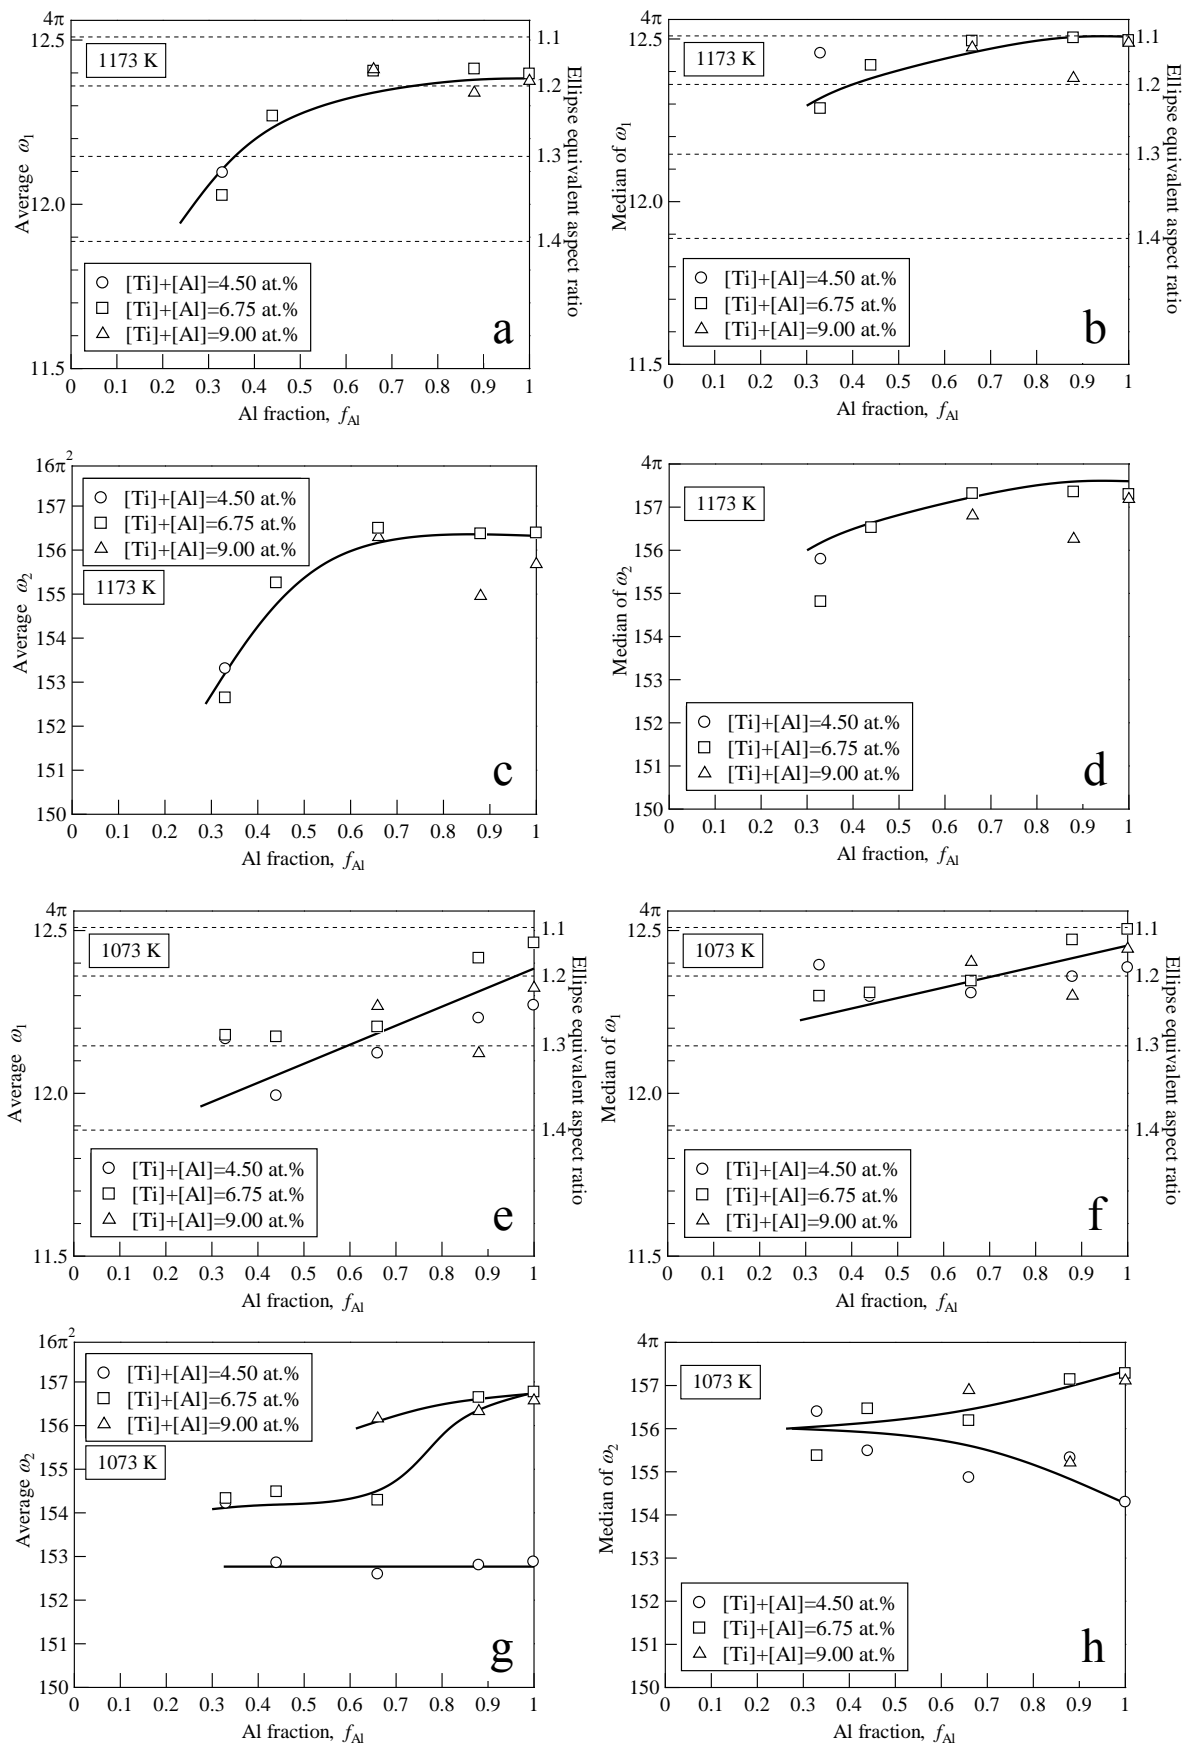 4π
12.5
12.0
11.5
Average ω1
1173 K
1.1
1.2
1.3
1.4
Ellipse equivalent aspect ratio
[Ti]+[Al]=4.50 at.%
[Ti]+[Al]=6.75 at.%
[Ti]+[Al]=9.00 at.%
a
0 0.1 0.2 0.3 0.4 0.5 0.6 0.7 0.8 0.9 1
Al fraction, fAl
4π
12.5
12.0
11.5
Median of ω1
1173 K
1.1
1.2
1.3
1.4
Ellipse equivalent aspect ratio
[Ti]+[Al]=4.50 at.%
[Ti]+[Al]=6.75 at.%
[Ti]+[Al]=9.00 at.%
b
0 0.1 0.2 0.3 0.4 0.5 0.6 0.7 0.8 0.9 1
Al fraction, fAl
16π2
157
156
155
154
153
152
151
150
Average ω2
[Ti]+[Al]=4.50 at.%
[Ti]+[Al]=6.75 at.%
[Ti]+[Al]=9.00 at.%
1173 K
c
0 0.1 0.2 0.3 0.4 0.5 0.6 0.7 0.8 0.9 1
Al fraction, fAl
4π
157
156
155
154
153
152
151
150
Median of ω2
1173 K
[Ti]+[Al]=4.50 at.%
[Ti]+[Al]=6.75 at.%
[Ti]+[Al]=9.00 at.%
d
0 0.1 0.2 0.3 0.4 0.5 0.6 0.7 0.8 0.9 1
Al fraction, fAl
4π
12.5
12.0
11.5
Average ω1
1073 K
1.1
1.2
1.3
1.4
Ellipse equivalent aspect ratio
[Ti]+[Al]=4.50 at.%
[Ti]+[Al]=6.75 at.%
[Ti]+[Al]=9.00 at.%
e
0 0.1 0.2 0.3 0.4 0.5 0.6 0.7 0.8 0.9 1
Al fraction, fAl
4π
12.5
12.0
11.5
Median of ω1
1073 K
1.1
1.2
1.3
1.4
Ellipse equivalent aspect ratio
[Ti]+[Al]=4.50 at.%
[Ti]+[Al]=6.75 at.%
[Ti]+[Al]=9.00 at.%
f
0 0.1 0.2 0.3 0.4 0.5 0.6 0.7 0.8 0.9 1
Al fraction, fAl
16π2
157
156
155
154
153
152
151
150
Average ω2
[Ti]+[Al]=4.50 at.%
[Ti]+[Al]=6.75 at.%
[Ti]+[Al]=9.00 at.%
1073 K
g
0 0.1 0.2 0.3 0.4 0.5 0.6 0.7 0.8 0.9 1
Al fraction, fAl
4π
157
156
155
154
153
152
151
150
Median of ω2
1073 K
[Ti]+[Al]=4.50 at.%
[Ti]+[Al]=6.75 at.%
[Ti]+[Al]=9.00 at.%
h
0 0.1 0.2 0.3 0.4 0.5 0.6 0.7 0.8 0.9 1
Al fraction, fAl